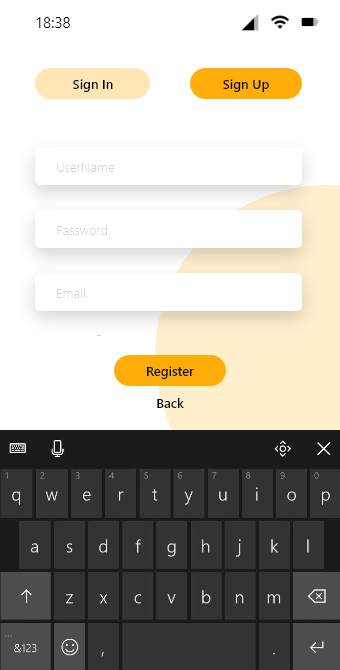 18:38
Sign In Sign Up
UserName
Password
Email
.
Register
Back
1 2 3 4 5 6 7 8 9 0
q w e r t y u i o p
a s d f g h j k l
z x c v b n m
...
&123 , .